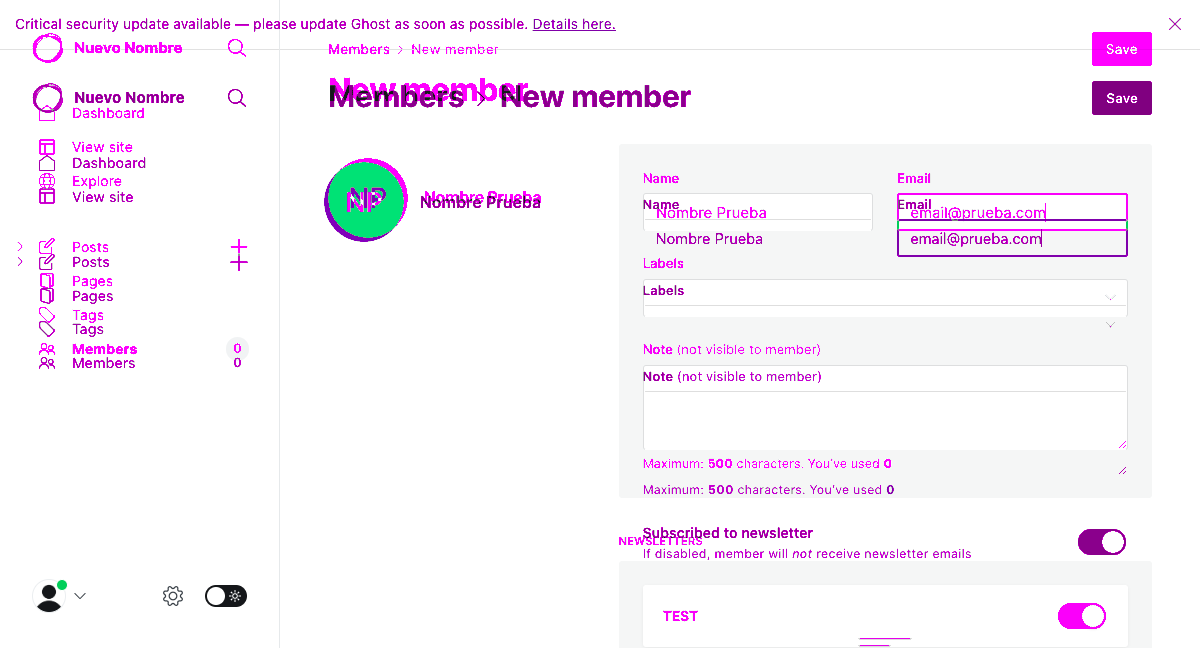 Critical security update available — please update Ghost as soon as possible. Details here.
Nuevo Nombre
Members > New member
Save
New member
Members > New member
Save
Nuevo Nombre
Dashboard
View site
Dashboard
Explore
View site
Posts
Posts
Pages
Pages
Tags
Tags
Members 0
Members 0
NP
NP
Nombre Prueba
Nombre Prueba
Name Email
Name Email
Nombre Prueba email@prueba.com
Nombre Prueba email@prueba.com
Labels
Labels
Note (not visible to member)
Note (not visible to member)
Maximum: 500 characters. You've used 0
Maximum: 500 characters. You've used 0
Subscribed to newsletter
NEWSLETTERS
If disabled, member will not receive newsletter emails
TEST